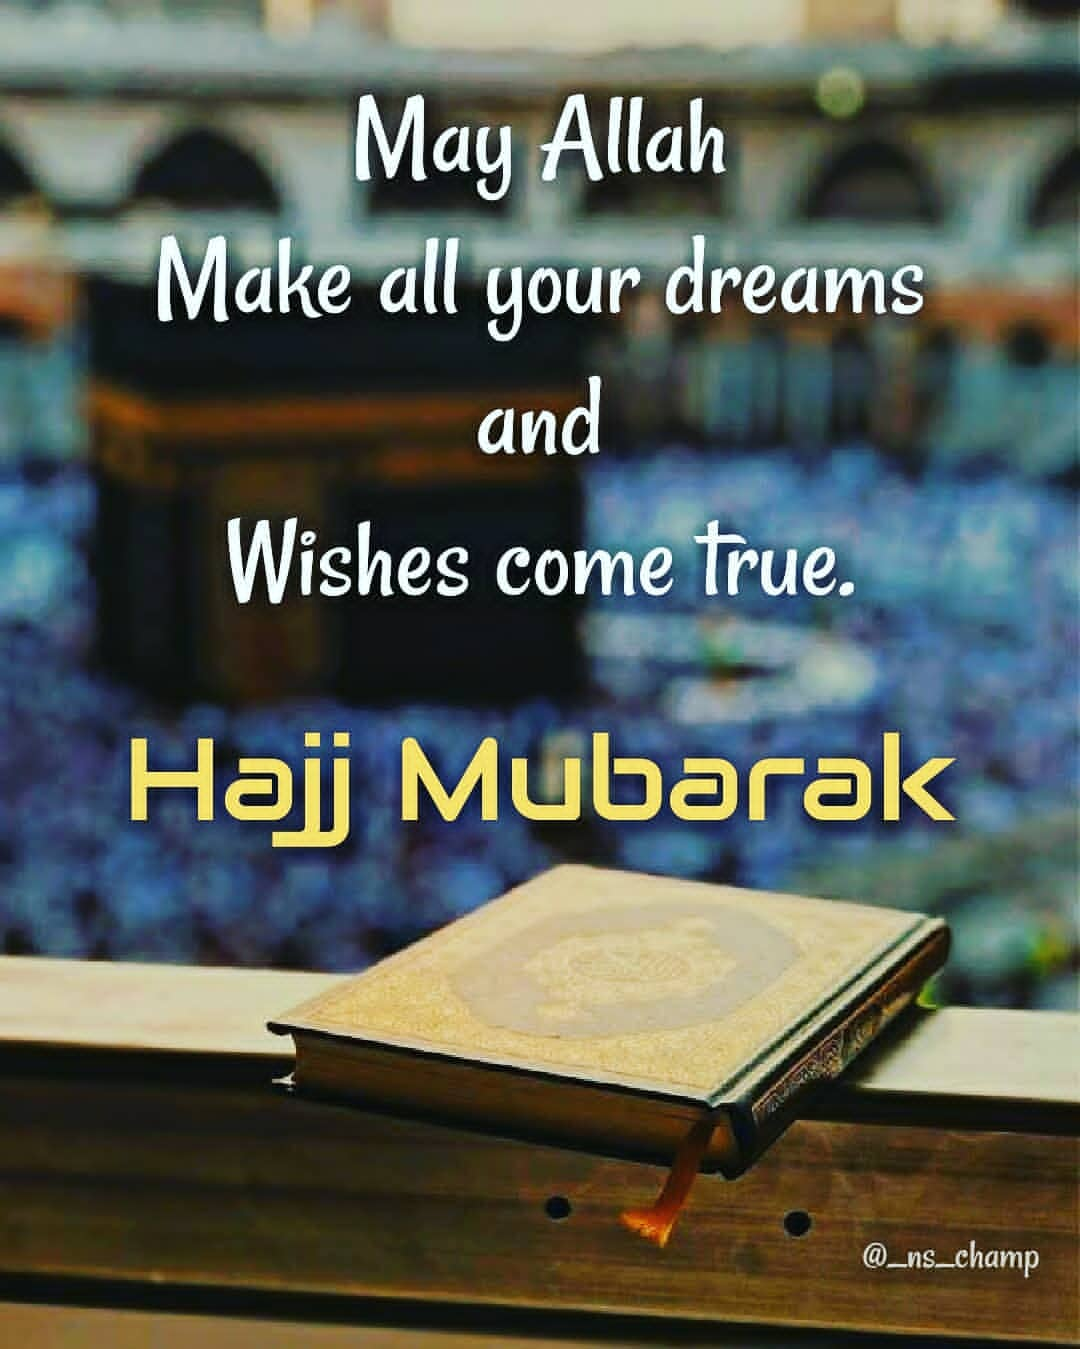 May Allah
Make all your dreams
and
Wishes come true.
Hajj Mubarak
@_ns_champ